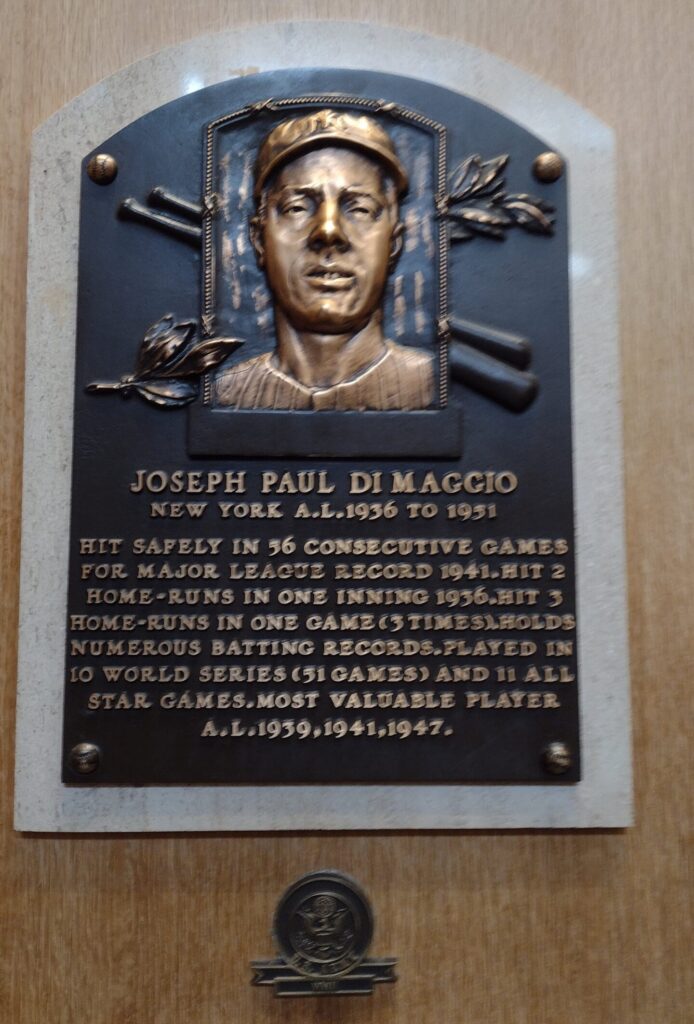 NY
JOSEPH PAUL DI MAGGIO
NEW YORK A.L. 1936 TO 1951
HIT SAFELY IN 56 CONSECUTIVE GAMES
FOR MAJOR LEAGUE RECORD 1941. HIT 2
HOME-RUNS IN ONE INNING 1936. HIT 3
HOME-RUNS IN ONE GAME (3 TIMES). HOLDS
NUMEROUS BATTING RECORDS. PLAYED IN
10 WORLD SERIES (51 GAMES) AND 11 ALL
STAR GAMES. MOST VALUABLE PLAYER
A.L. 1939, 1941, 1947.
U.S. ARMY
WWII